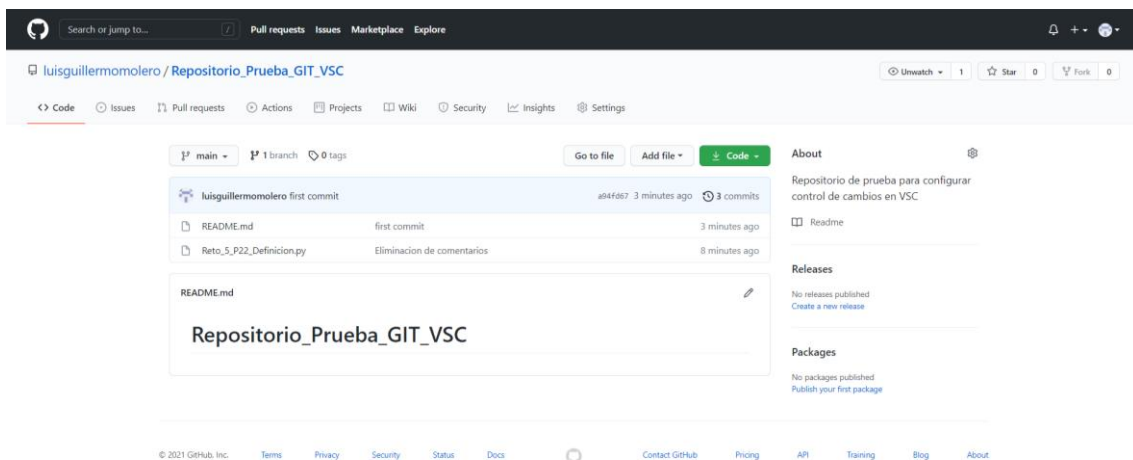 Search or jump to... / Pull requests Issues Marketplace Explore
luisguillermomolero / Repositorio_Prueba_GIT_VSC Unwatch 1 Star 0 Fork 0
<> Code Issues Pull requests Actions Projects Wiki Security Insights Settings
main 1 branch 0 tags Go to file Add file Code
luisguillermomolero first commit a94fd67 3 minutes ago 3 commits
README.md first commit 3 minutes ago
Reto_5_P22_Definicion.py Eliminacion de comentarios 8 minutes ago
README.md
Repositorio_Prueba_GIT_VSC
About
Repositorio de prueba para configurar
control de cambios en VSC
Readme
Releases
No releases published
Create a new release
Packages
No packages published
Publish your first package
© 2021 GitHub, Inc. Terms Privacy Security Status Docs Contact GitHub Pricing API Training Blog About